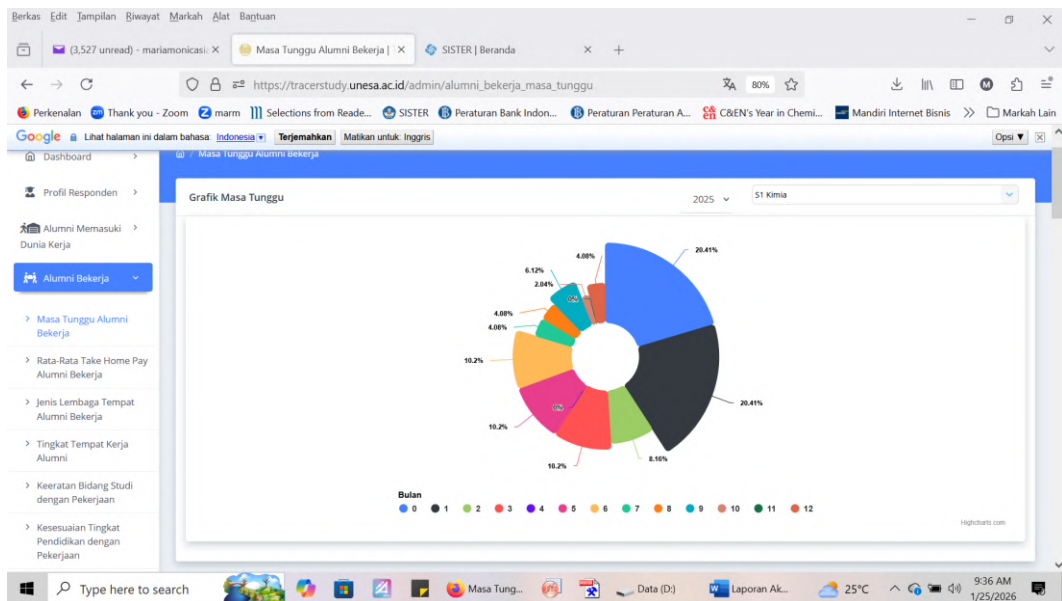 Berkas Edit Tampilan Riwayat Markah Alat Bantuan
(3,527 unread) - mariamonicasi
Masa Tunggu Alumni Bekerja |
SISTER | Beranda
https://tracerstudy.unesa.ac.id/admin/alumni_bekerja_masa_tunggu
80%
Perkenalan
Thank you - Zoom
marm
Selections from Reade...
SISTER
Peraturan Bank Indon...
Peraturan Peraturan A...
C&EN's Year in Chemi...
Mandiri Internet Bisnis
Markah Lain
Google Lihat halaman ini dalam bahasa: Indonesia Terjemahkan Matikan untuk: Inggris Opsi ▼
Dashboard
/ Masa Tunggu Alumni Bekerja
Profil Responden
Alumni Memasuki
Dunia Kerja
Alumni Bekerja
Masa Tunggu Alumni
Bekerja
Rata-Rata Take Home Pay
Alumni Bekerja
Jenis Lembaga Tempat
Alumni Bekerja
Tingkat Tempat Kerja
Alumni
Keeratan Bidang Studi
dengan Pekerjaan
Kesesuaian Tingkat
Pendidikan dengan
Pekerjaan
Grafik Masa Tunggu
2025
S1 Kimia
20.41%
20.41%
8.16%
10.2%
0%
10.2%
10.2%
4.08%
4.08%
6.12%
2.04%
0%
4.08%
Bulan
0 1 2 3 4 5 6 7 8 9 10 11 12
Highcharts.com
Type here to search
Masa Tung...
Data (D:)
Laporan Ak...
25°C
9:36 AM
1/25/2026